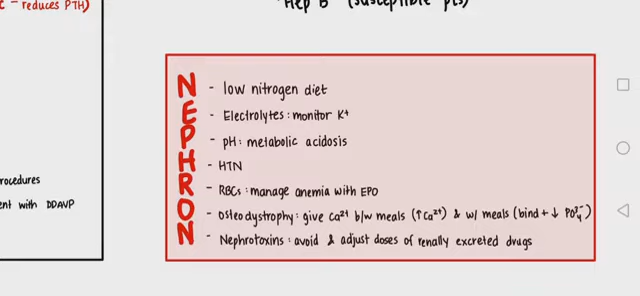 - reduces PTH)
Hep B (susceptible pts)
N - low nitrogen diet
E - Electrolytes: monitor K+
P - pH: metabolic acidosis
H - HTN
R - RBCs: manage anemia with EPO
O - Osteodystrophy: give Ca²⁺ b/w meals (↑Ca²⁺) & w/ meals (bind + ↓ PO₄³⁻)
N - Nephrotoxins: avoid & adjust doses of renally excreted drugs
rocedures
ent with DDAVP